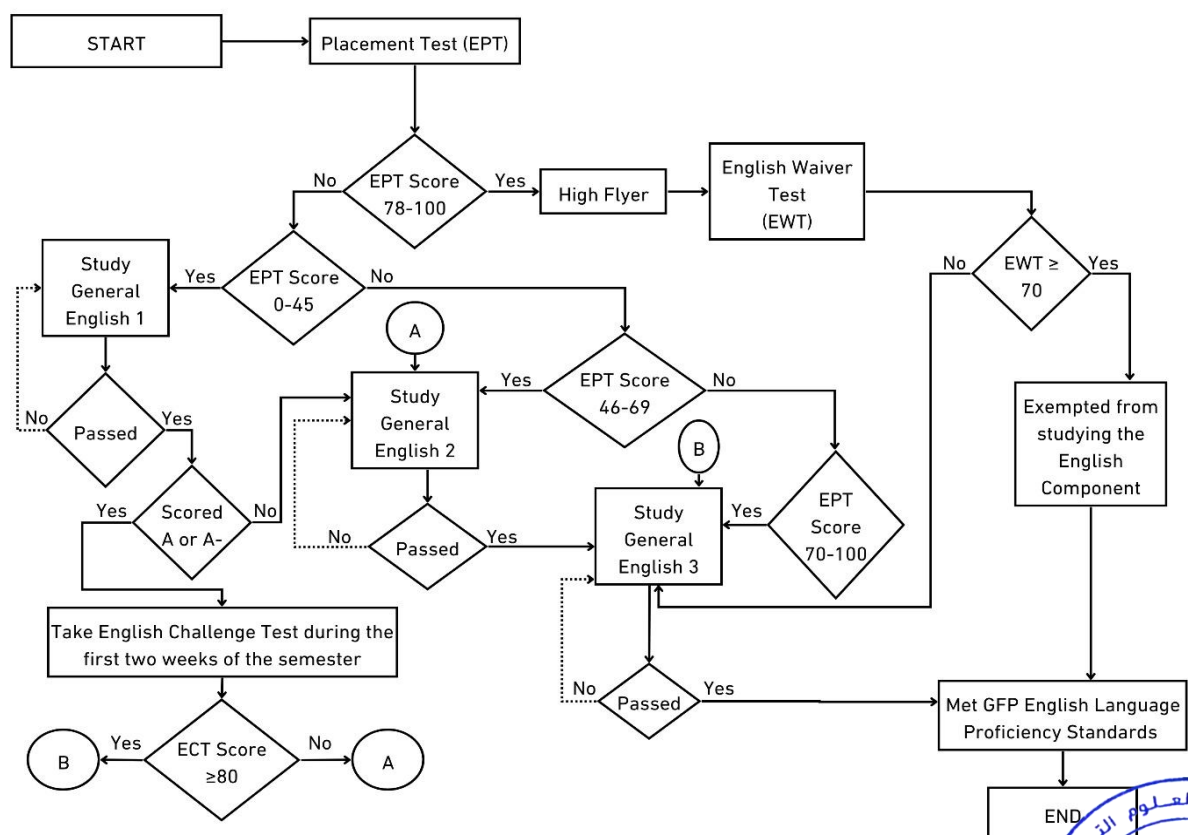 START
Placement Test (EPT)
EPT Score
78-100
No
Yes
High Flyer
English Waiver
Test
(EWT)
EWT ≥
70
No
Yes
Study
General
English 1
Yes
EPT Score
0-45
No
A
Passed
No
Yes
Study
General
English 2
Yes
EPT Score
46-69
No
Exempted from
studying the
English
Component
B
Yes
Scored
A or A-
No
No
Passed
Yes
Study
General
English 3
Yes
EPT
Score
70-100
Take English Challenge Test during the
first two weeks of the semester
No
Passed
Yes
Met GFP English Language
Proficiency Standards
B
Yes
ECT Score
≥80
No
A
END